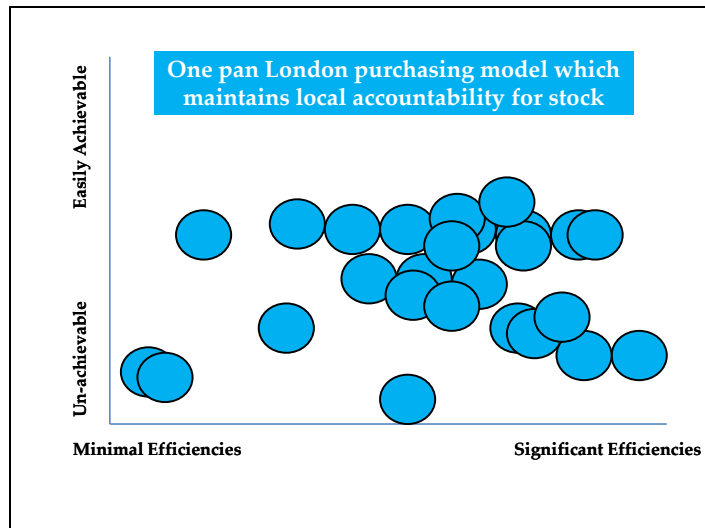 One pan London purchasing model which
maintains local accountability for stock
Easily Achievable
Un-achievable
Minimal Efficiencies
Significant Efficiencies